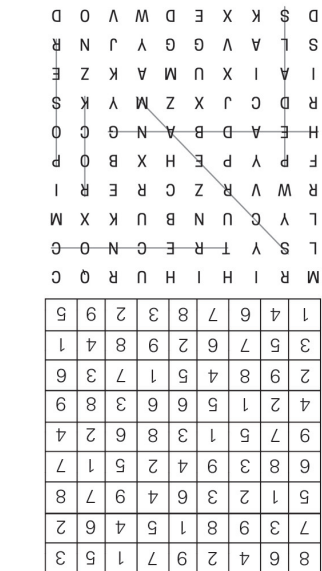 8 6 4 2 9 7 1 5 3
7 3 9 8 1 5 4 6 2
5 1 2 3 6 4 9 7 8
6 8 3 9 4 2 5 1 7
9 7 5 1 3 8 6 2 4
4 2 1 5 7 6 3 8 9
2 9 8 4 5 1 7 3 6
3 5 7 6 2 9 8 4 1
1 4 6 7 8 3 2 9 5
M R I H I H U R Q C
L S Y T R E C N O C
L Y C U N B U K X M
R W V R Z C R E R I
F P Y P E H X B O P
H E A D B A N G C O
R D C J X Z M Y K S
I A I X U M A K Z E
S L A V G G Y J N R
D S K X E D W V O D